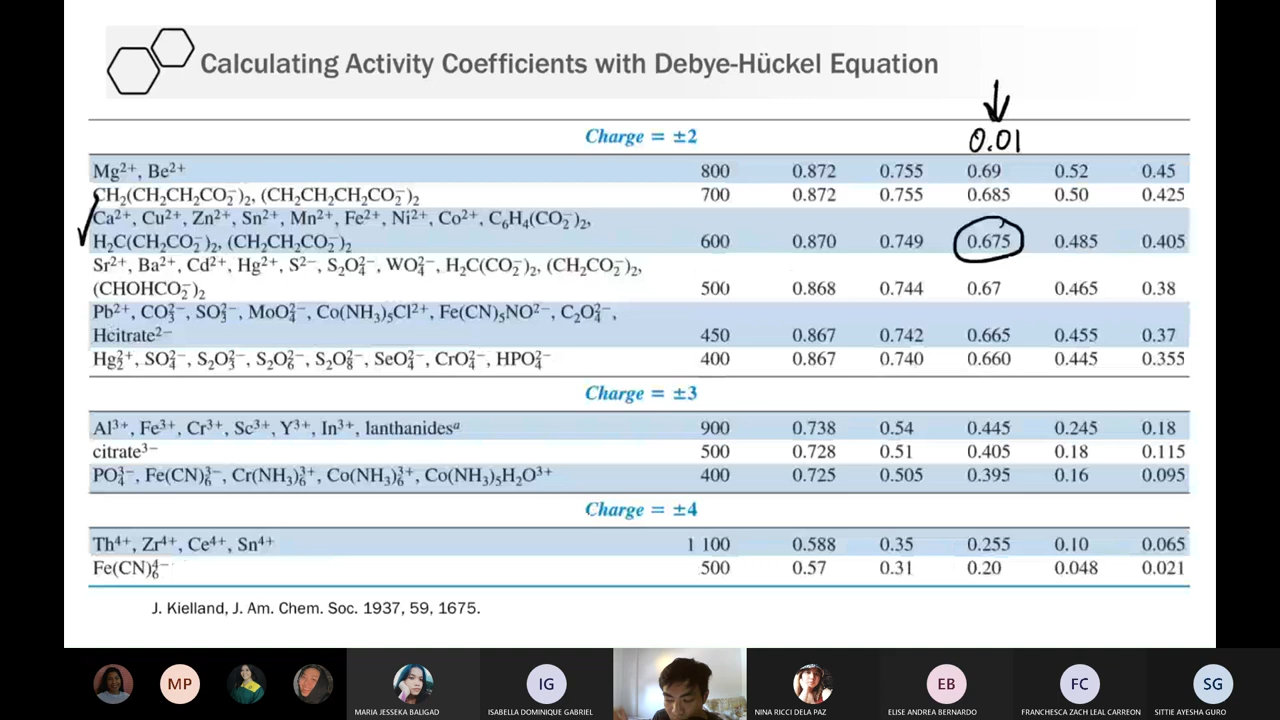 Calculating Activity Coefficients with Debye-Hückel Equation
0.01
Charge = ±2
Mg²⁺, Be²⁺ 800 0.872 0.755 0.69 0.52 0.45
CH₂(CH₂CH₂CO₂⁻)₂, (CH₂CH₂CH₂CO₂⁻)₂ 700 0.872 0.755 0.685 0.50 0.425
Ca²⁺, Cu²⁺, Zn²⁺, Sn²⁺, Mn²⁺, Fe²⁺, Ni²⁺, Co²⁺, C₆H₄(CO₂⁻)₂,
H₂C(CH₂CO₂⁻)₂, (CH₂CH₂CO₂⁻)₂ 600 0.870 0.749 0.675 0.485 0.405
Sr²⁺, Ba²⁺, Cd²⁺, Hg²⁺, S²⁻, S₂O₄²⁻, WO₄²⁻, H₂C(CO₂⁻)₂, (CH₂CO₂⁻)₂,
(CHOHCO₂⁻)₂ 500 0.868 0.744 0.67 0.465 0.38
Pb²⁺, CO₃²⁻, SO₃²⁻, MoO₄²⁻, Co(NH₃)₅Cl²⁺, Fe(CN)₅NO²⁻, C₂O₄²⁻,
Hcitrate²⁻ 450 0.867 0.742 0.665 0.455 0.37
Hg₂²⁺, SO₄²⁻, S₂O₃²⁻, S₂O₆²⁻, S₂O₈²⁻, SeO₄²⁻, CrO₄²⁻, HPO₄²⁻ 400 0.867 0.740 0.660 0.445 0.355
Charge = ±3
Al³⁺, Fe³⁺, Cr³⁺, Sc³⁺, Y³⁺, In³⁺, lanthanidesᵃ 900 0.738 0.54 0.445 0.245 0.18
citrate³⁻ 500 0.728 0.51 0.405 0.18 0.115
PO₄³⁻, Fe(CN)₆³⁻, Cr(NH₃)₆³⁺, Co(NH₃)₆³⁺, Co(NH₃)₅H₂O³⁺ 400 0.725 0.505 0.395 0.16 0.095
Charge = ±4
Th⁴⁺, Zr⁴⁺, Ce⁴⁺, Sn⁴⁺ 1 100 0.588 0.35 0.255 0.10 0.065
Fe(CN)₆⁴⁻ 500 0.57 0.31 0.20 0.048 0.021
J. Kielland, J. Am. Chem. Soc. 1937, 59, 1675.
MP IG EB FC SG
MARIA JESSEKA BALIGAD ISABELLA DOMINIQUE GABRIEL NINA RICCI DELA PAZ ELISE ANDREA BERNARDO FRANCHESCA ZACH LEAL CARREON SITTIE AYESHA GURO